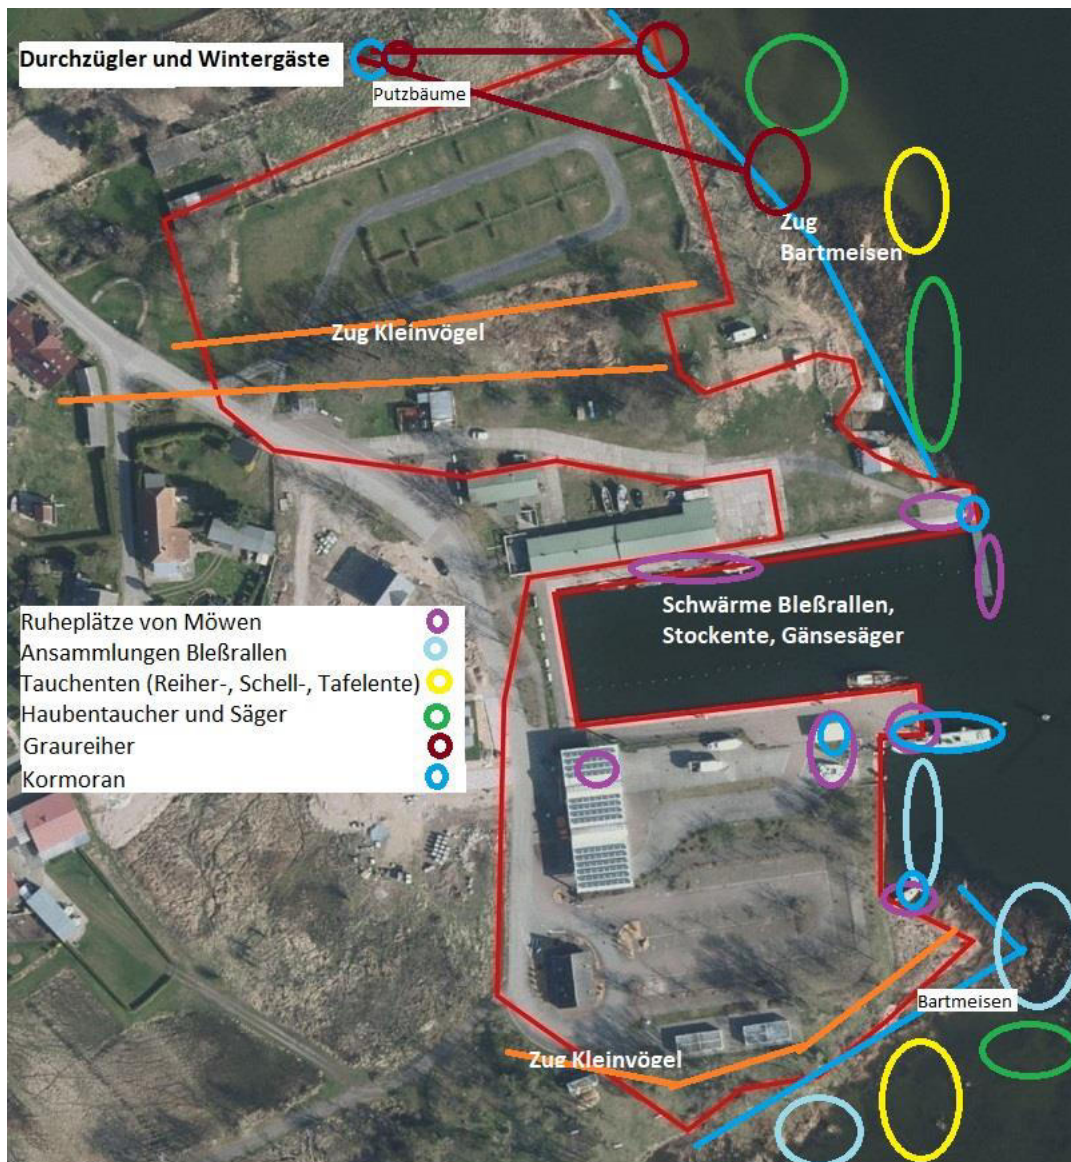 Durchzügler und Wintergäste
Putzbäume
Zug
Bartmeisen
Zug Kleinvögel
Schwärme Bleßrallen,
Stockente, Gänsesäger
Ruheplätze von Möwen
Ansammlungen Bleßrallen
Tauchenten (Reiher-, Schell-, Tafelente)
Haubentaucher und Säger
Graureiher
Kormoran
Bartmeisen
Zug Kleinvögel